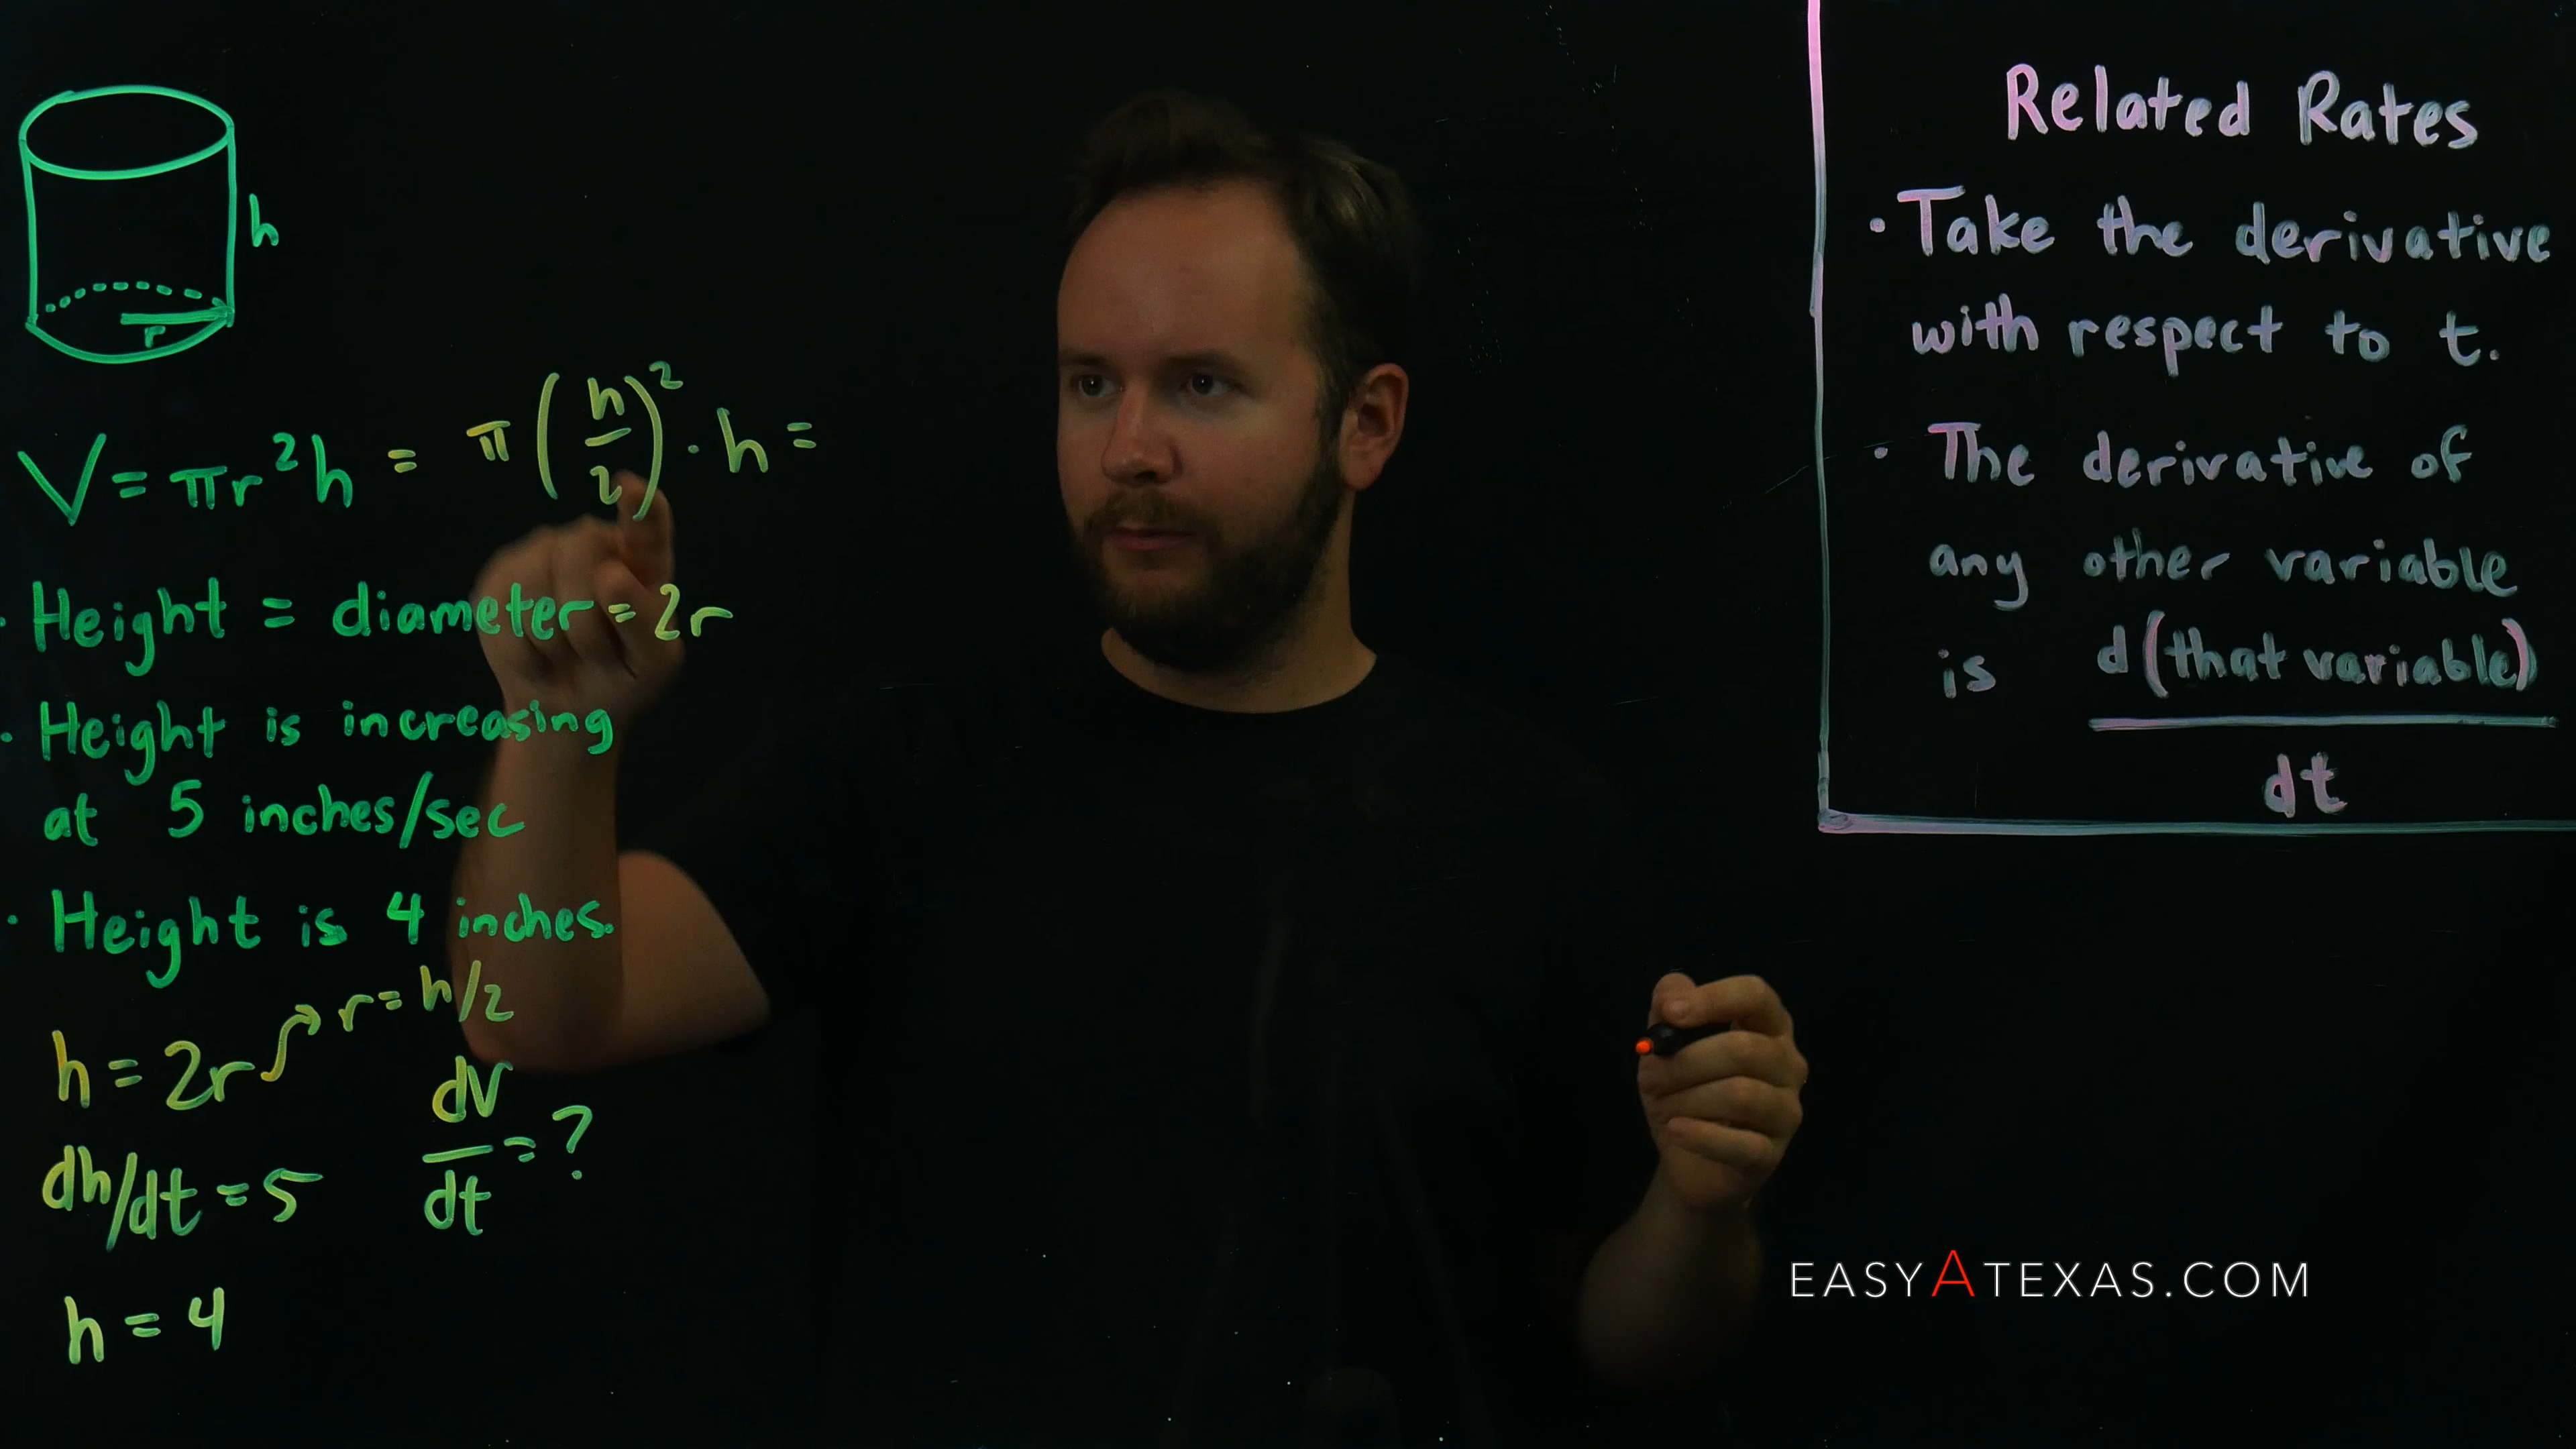 h
r
V = πr²h = π(h/2)² · h =
· Height = diameter = 2r
· Height is increasing
at 5 inches/sec
· Height is 4 inches.
h = 2r r = h/2
dV/dt = ?
dh/dt = 5
h = 4
Related Rates
· Take the derivative
with respect to t.
· The derivative of
any other variable
is d(that variable)
dt
EASYATEXAS.COM